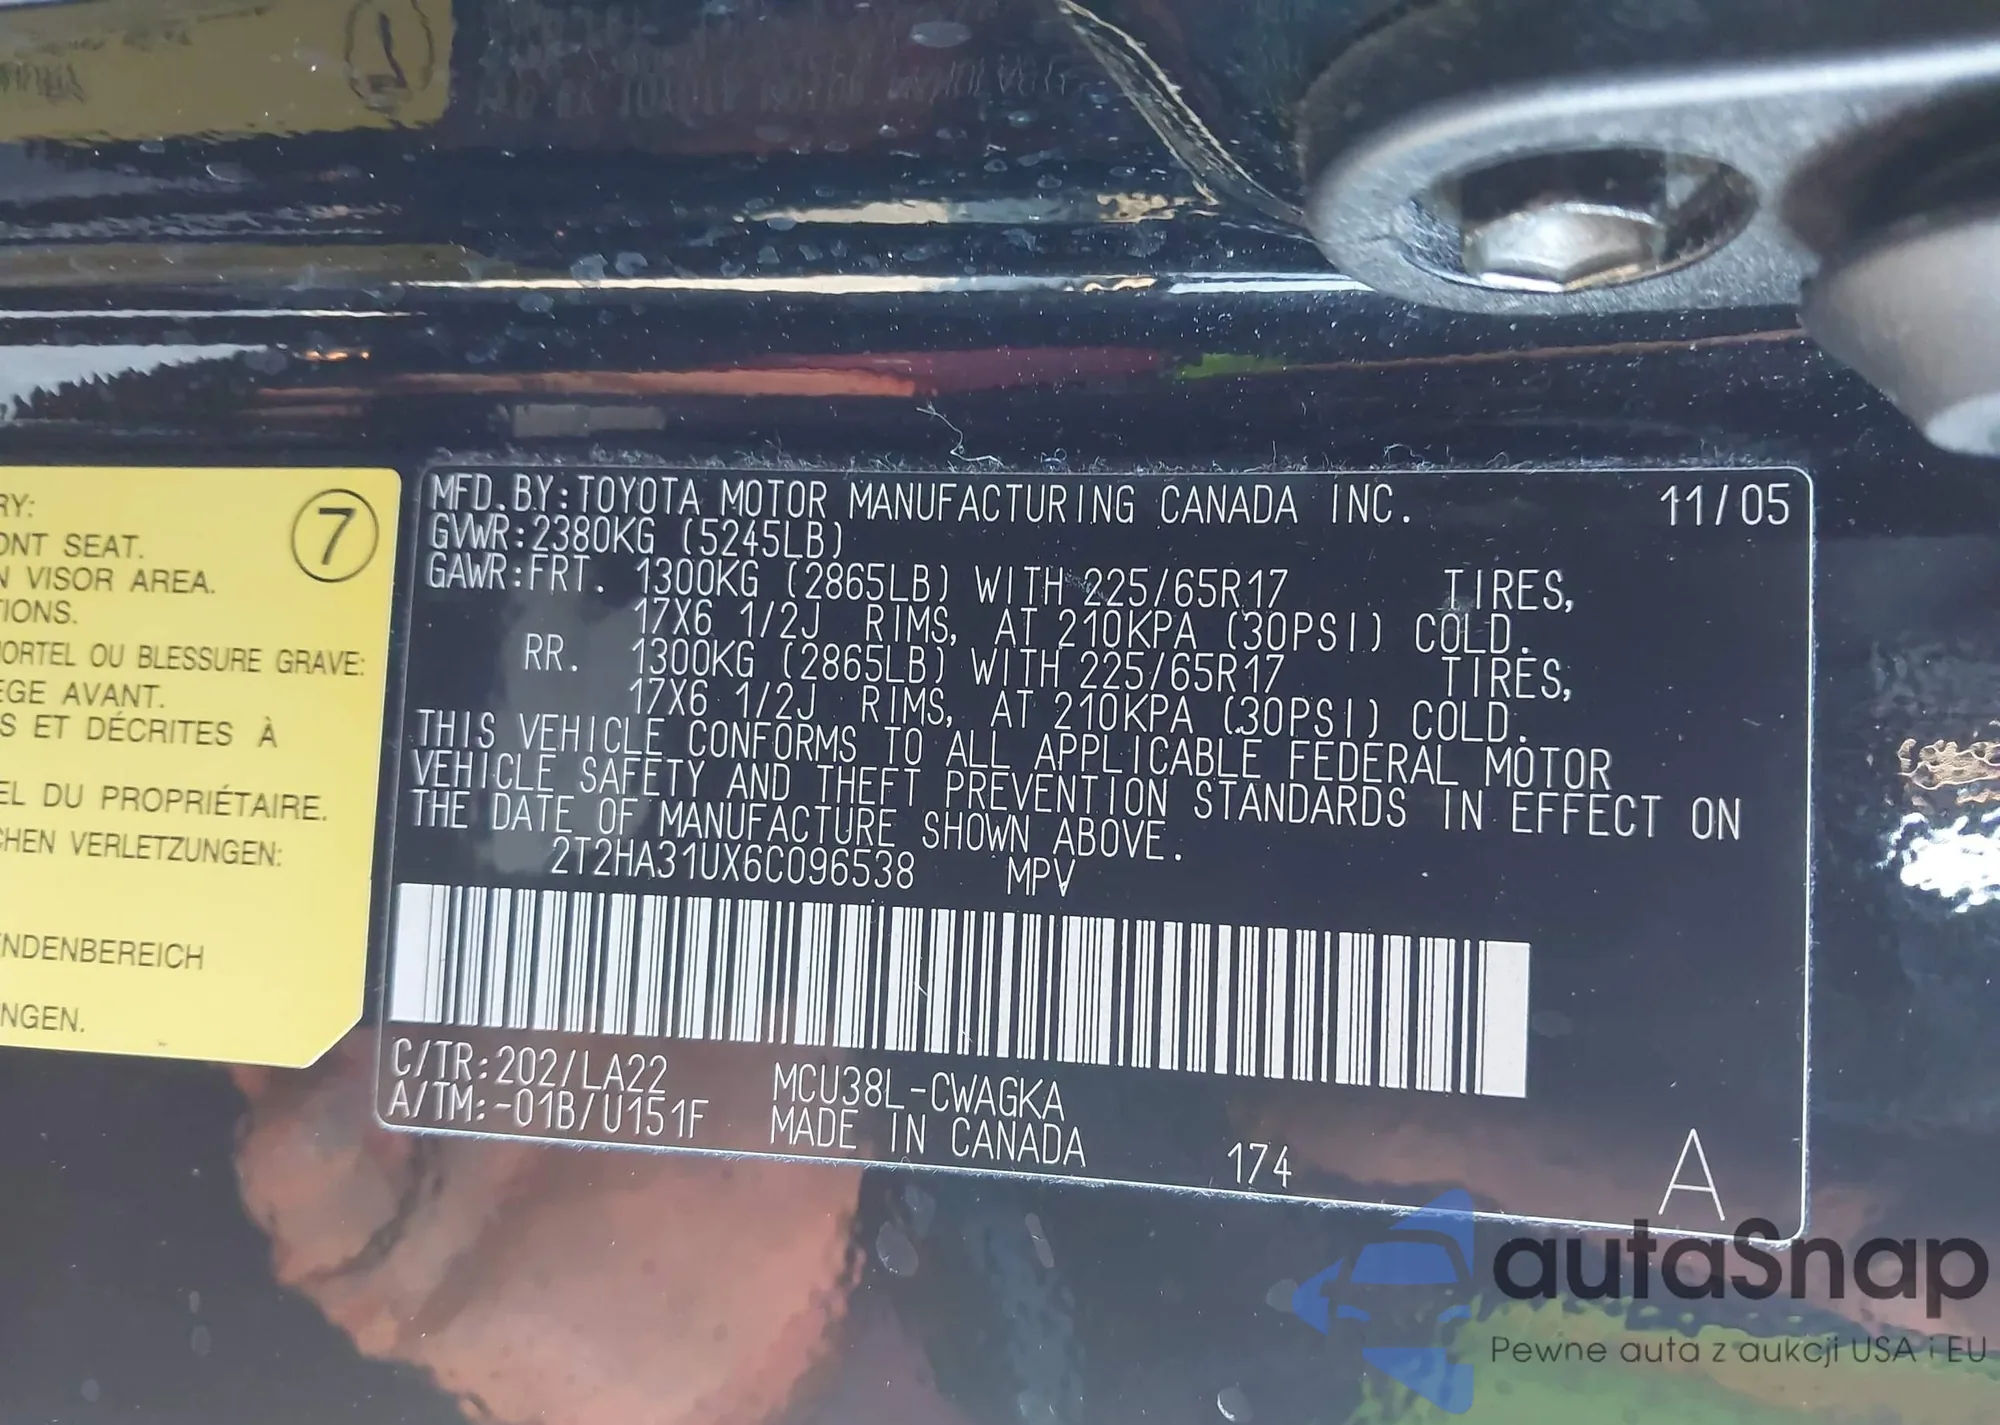 RY:
ONT SEAT.
N VISOR AREA.
TIONS.
7
MORTEL OU BLESSURE GRAVE:
EGE AVANT.
S ET DÉCRITES À
EL DU PROPRIÉTAIRE.
CHEN VERLETZUNGEN:
ENDENBEREICH
NGEN.
MFD.BY:TOYOTA MOTOR MANUFACTURING CANADA INC. 11/05
GVWR:2380KG (5245LB)
GAWR:FRT. 1300KG (2865LB) WITH 225/65R17 TIRES,
17X6 1/2J RIMS, AT 210KPA (30PSI) COLD.
RR. 1300KG (2865LB) WITH 225/65R17 TIRES,
17X6 1/2J RIMS, AT 210KPA (30PSI) COLD.
THIS VEHICLE CONFORMS TO ALL APPLICABLE FEDERAL MOTOR
VEHICLE SAFETY AND THEFT PREVENTION STANDARDS IN EFFECT ON
THE DATE OF MANUFACTURE SHOWN ABOVE.
2T2HA31UX6C096538 MPV
C/TR:202/LA22 MCU38L-CWAGKA
A/TM:-01B/U151F MADE IN CANADA 174 A
autaSnap
Pewne auta z aukcji USA i EU